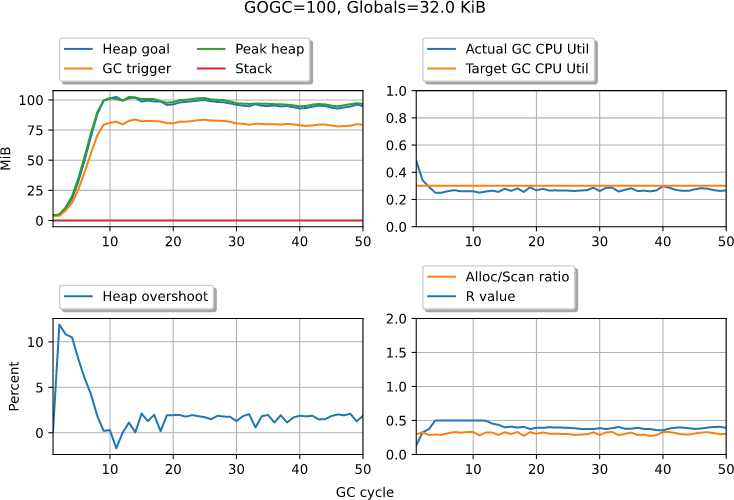 GOGC=100, Globals=32.0 KiB
Heap goal Peak heap
GC trigger Stack
Actual GC CPU Util
Target GC CPU Util
MiB
100
75
50
25
0
10 20 30 40 50
1.0
0.8
0.6
0.4
0.2
0.0
10 20 30 40 50
Heap overshoot
Alloc/Scan ratio
R value
Percent
10
5
0
10 20 30 40 50
2.0
1.5
1.0
0.5
0.0
10 20 30 40 50
GC cycle